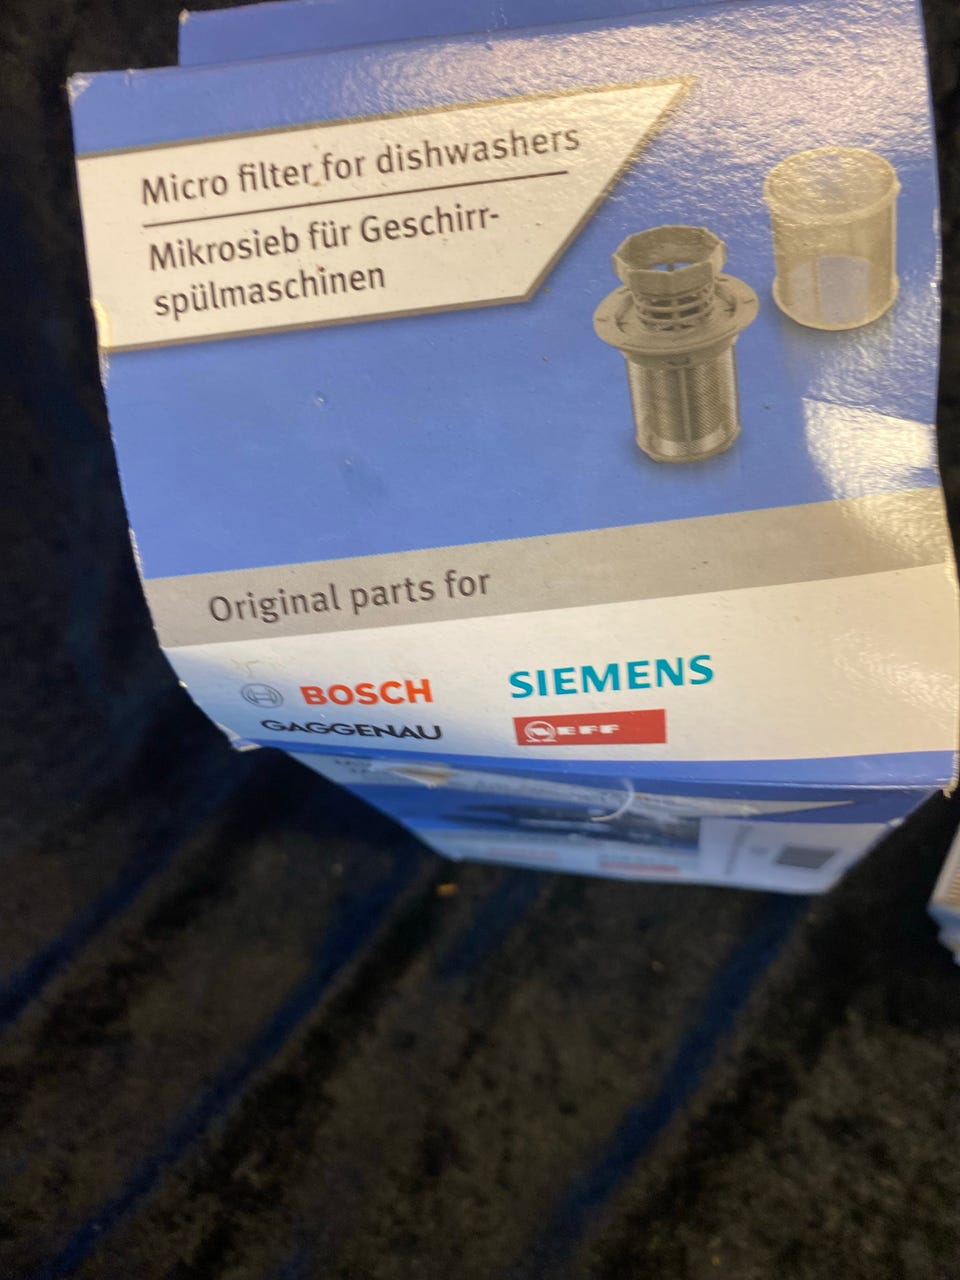 Micro filter for dishwashers
Mikrosieb für Geschirr-
spülmaschinen
Original parts for
BOSCH
SIEMENS
GAGGENAU
NEFF